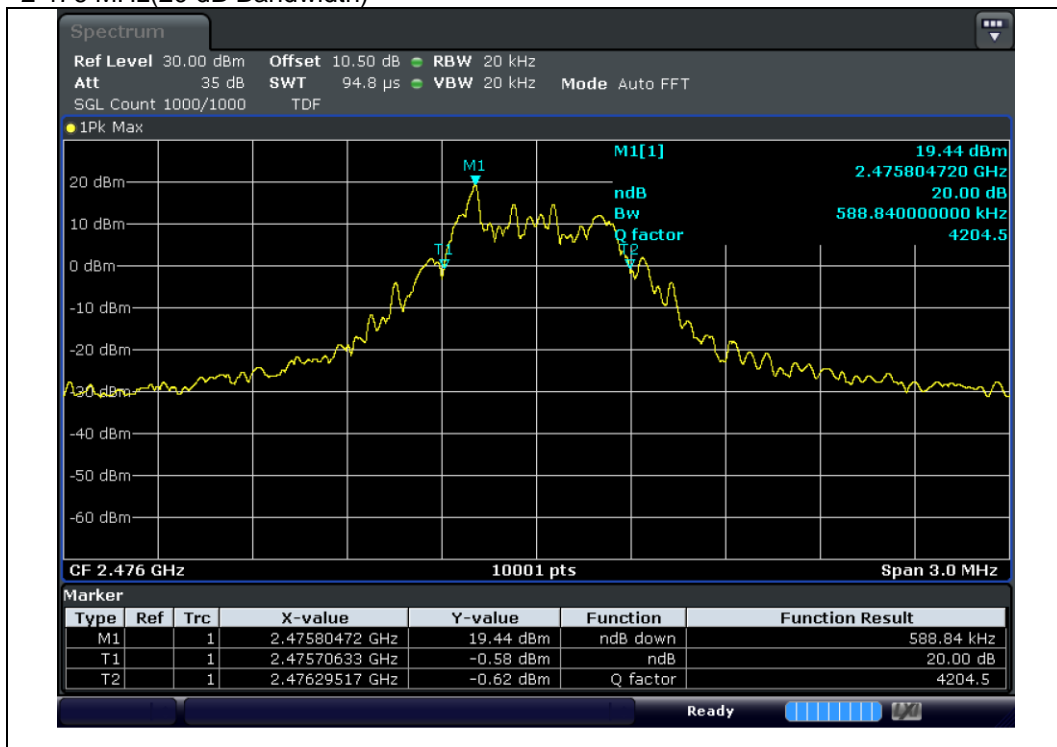 Spectrum
Ref Level 30.00 dBm Offset 10.50 dB RBW 20 kHz
Att 35 dB SWT 94.8 µs VBW 20 kHz Mode Auto FFT
SGL Count 1000/1000 TDF
1Pk Max
M1[1] 19.44 dBm
2.475804720 GHz
ndB 20.00 dB
Bw 588.840000000 kHz
Q factor 4204.5
M1
T1
T2
20 dBm
10 dBm
0 dBm
-10 dBm
-20 dBm
-30 dBm
-40 dBm
-50 dBm
-60 dBm
CF 2.476 GHz 10001 pts Span 3.0 MHz
Marker
Type Ref Trc X-value Y-value Function Function Result
M1 1 2.47580472 GHz 19.44 dBm ndB down 588.84 kHz
T1 1 2.47570633 GHz -0.58 dBm ndB 20.00 dB
T2 1 2.47629517 GHz -0.62 dBm Q factor 4204.5
Ready